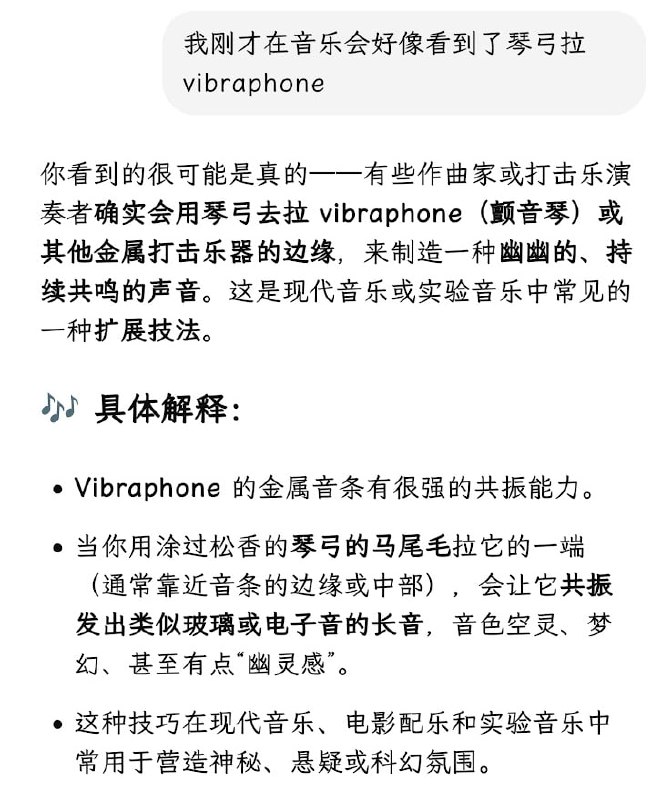 我刚才在音乐会好像看到了琴弓拉
vibraphone
你看到的很可能是真的——有些作曲家或打击乐演
奏者确实会用琴弓去拉 vibraphone（颤音琴）或
其他金属打击乐器的边缘，来制造一种幽幽的、持
续共鸣的声音。这是现代音乐或实验音乐中常见的
一种扩展技法。
🎶 具体解释：
• Vibraphone 的金属音条有很强的共振能力。
• 当你用涂过松香的琴弓的马尾毛拉它的一端
（通常靠近音条的边缘或中部），会让它共振
发出类似玻璃或电子音的长音，音色空灵、梦
幻、甚至有点“幽灵感”。
• 这种技巧在现代音乐、电影配乐和实验音乐中
常用于营造神秘、悬疑或科幻氛围。